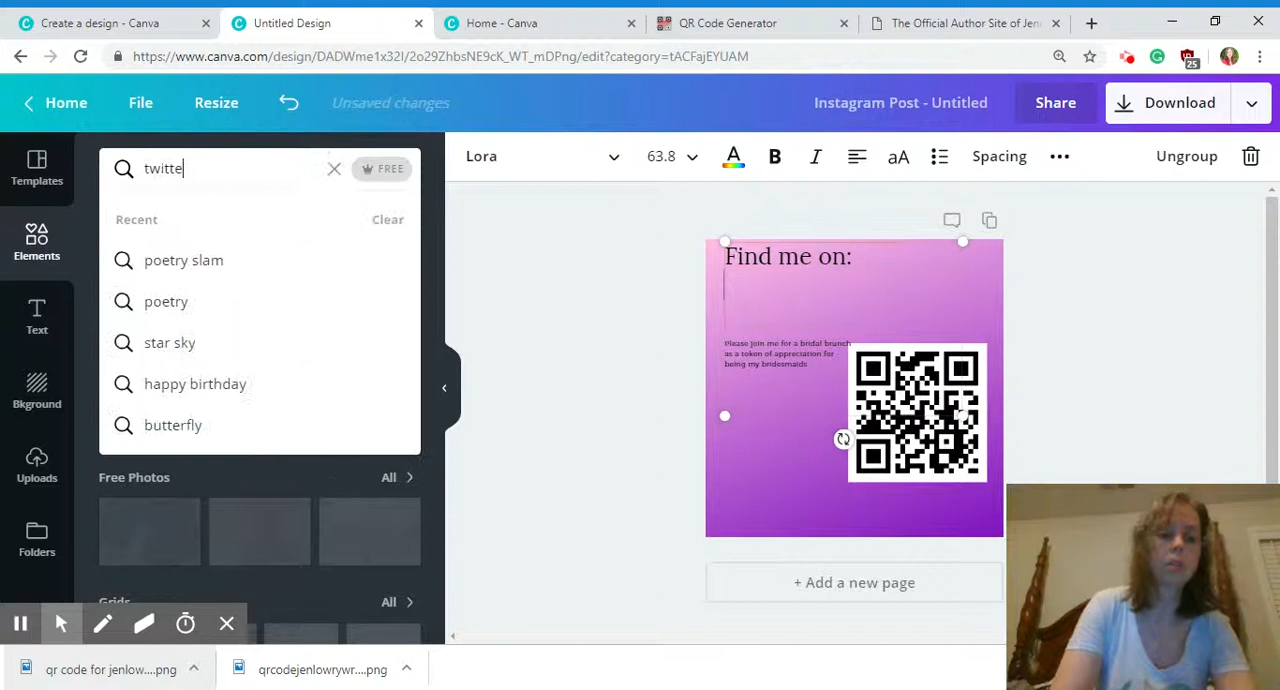 Create a design - Canva
Untitled Design
Home - Canva
QR Code Generator
The Official Author Site of Jen
https://www.canva.com/design/DADWme1x32I/2o29ZhbsNE9cK_WT_mDPng/edit?category=tACFajEYUAM
25
Home
File
Resize
Unsaved changes
Instagram Post - Untitled
Share
Download
Templates
Elements
Text
Bkground
Uploads
Folders
twitte
FREE
Recent
Clear
poetry slam
poetry
star sky
happy birthday
butterfly
Free Photos
All
Grids
All
Lora
63.8
A
B
I
aA
Spacing
Ungroup
Find me on:
Please join me for a bridal brunch
as a token of appreciation for
being my bridesmaids
+ Add a new page
qr code for jenlow....png
qrcodejenlowrywr....png